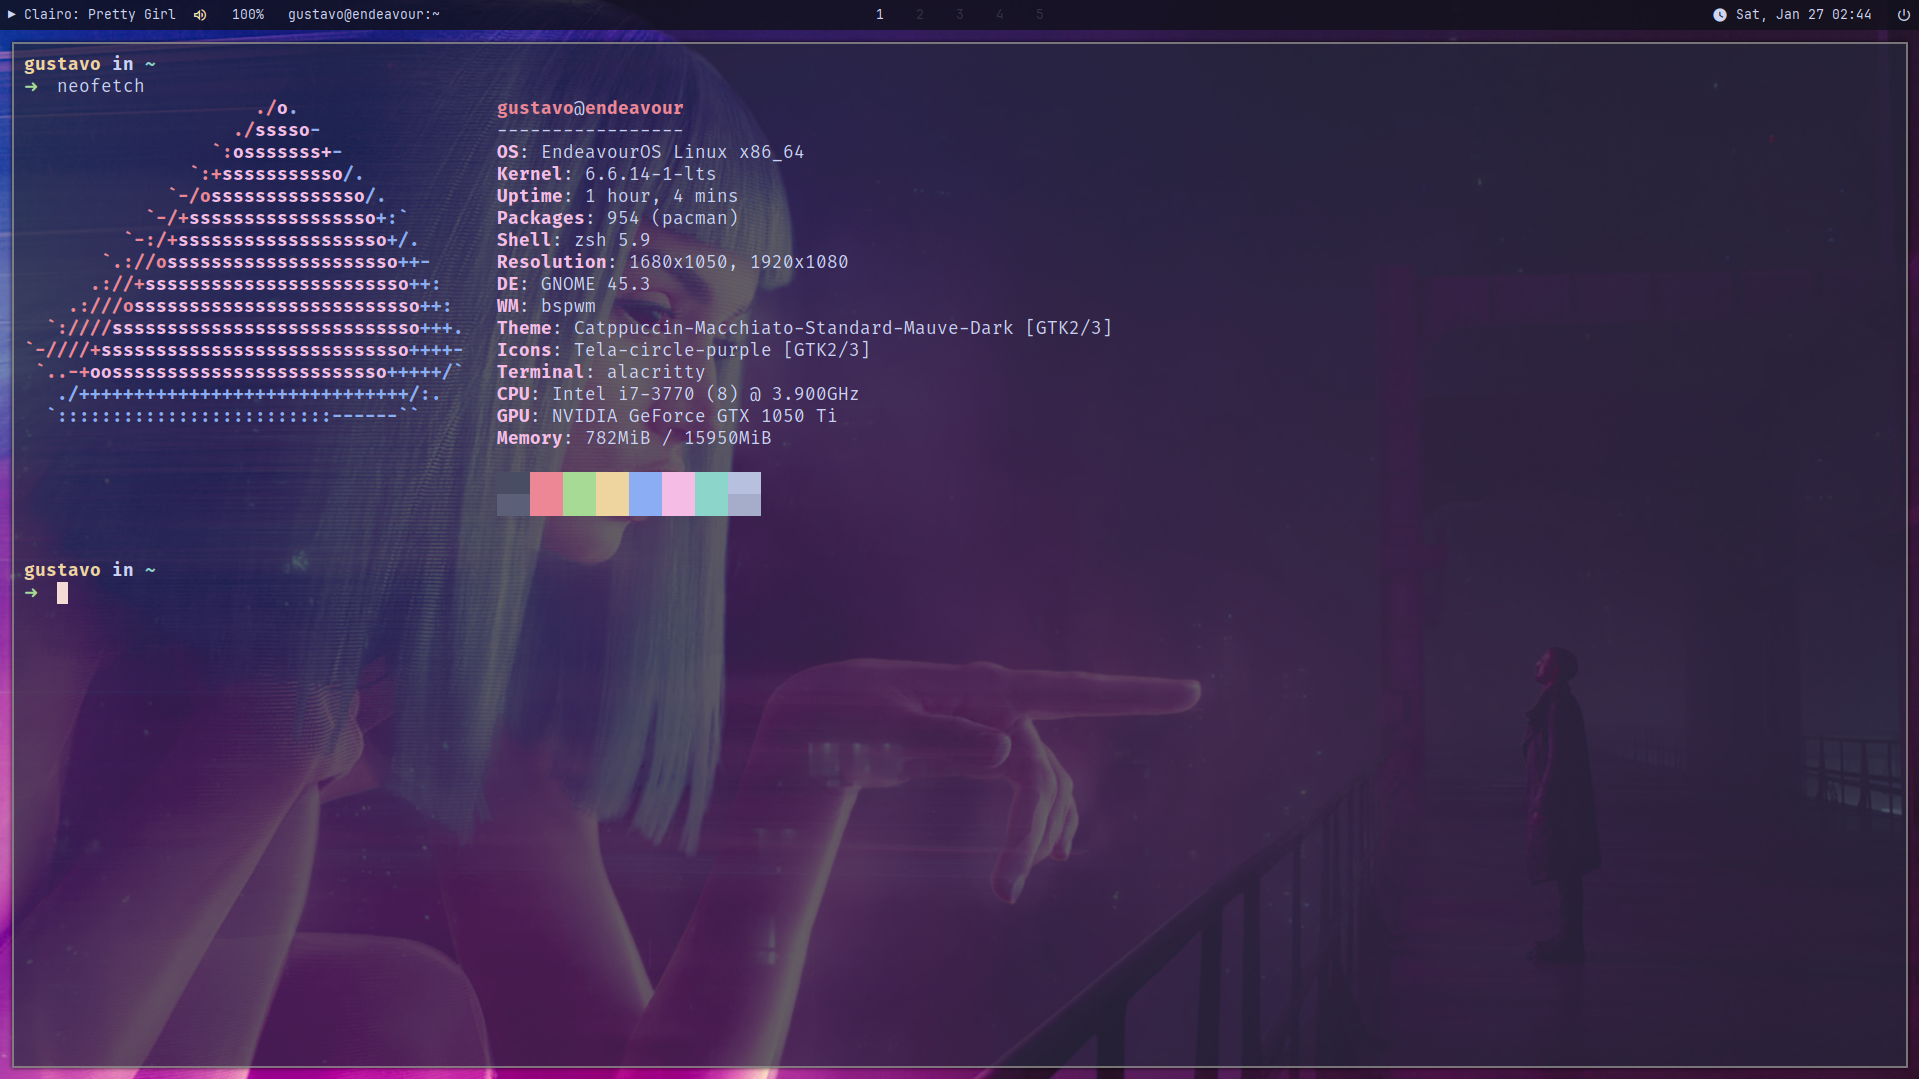 Clairo: Pretty Girl 100% gustavo@endeavour:~ 1 2 3 4 5 Sat, Jan 27 02:44
gustavo in ~
➜ neofetch
./o.
./sssso-
`:osssssss+-
`:+sssssssssso/.
`-/ossssssssssssso/.
`-/+sssssssssssssssso+:`
`-:/+sssssssssssssssssso+/.
`.://osssssssssssssssssssso++-
.://+ssssssssssssssssssssssso++:
.:///ossssssssssssssssssssssssso++:
`:////ssssssssssssssssssssssssssso+++.
`-////+ssssssssssssssssssssssssssso++++-
`..-+oosssssssssssssssssssssssso+++++/`
./++++++++++++++++++++++++++++++/:.
`:::::::::::::::::::::::::------``
gustavo@endeavour
-----------------
OS: EndeavourOS Linux x86_64
Kernel: 6.6.14-1-lts
Uptime: 1 hour, 4 mins
Packages: 954 (pacman)
Shell: zsh 5.9
Resolution: 1680x1050, 1920x1080
DE: GNOME 45.3
WM: bspwm
Theme: Catppuccin-Macchiato-Standard-Mauve-Dark [GTK2/3]
Icons: Tela-circle-purple [GTK2/3]
Terminal: alacritty
CPU: Intel i7-3770 (8) @ 3.900GHz
GPU: NVIDIA GeForce GTX 1050 Ti
Memory: 782MiB / 15950MiB
gustavo in ~
➜